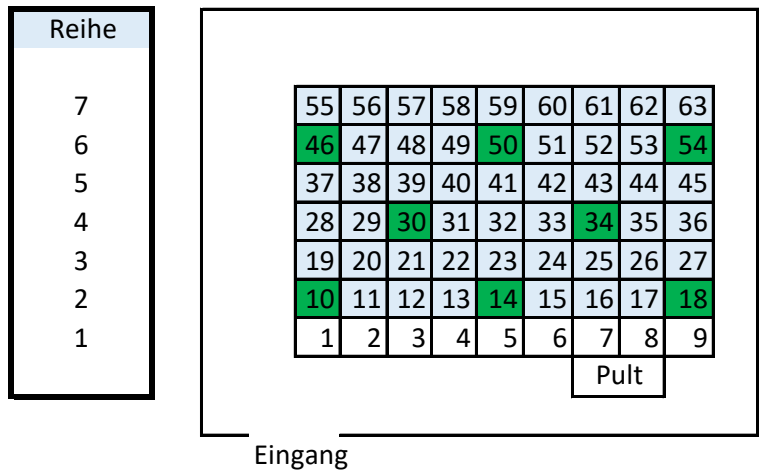 Reihe
7 55 56 57 58 59 60 61 62 63
6 46 47 48 49 50 51 52 53 54
5 37 38 39 40 41 42 43 44 45
4 28 29 30 31 32 33 34 35 36
3 19 20 21 22 23 24 25 26 27
2 10 11 12 13 14 15 16 17 18
1 1 2 3 4 5 6 7 8 9
Pult
Eingang